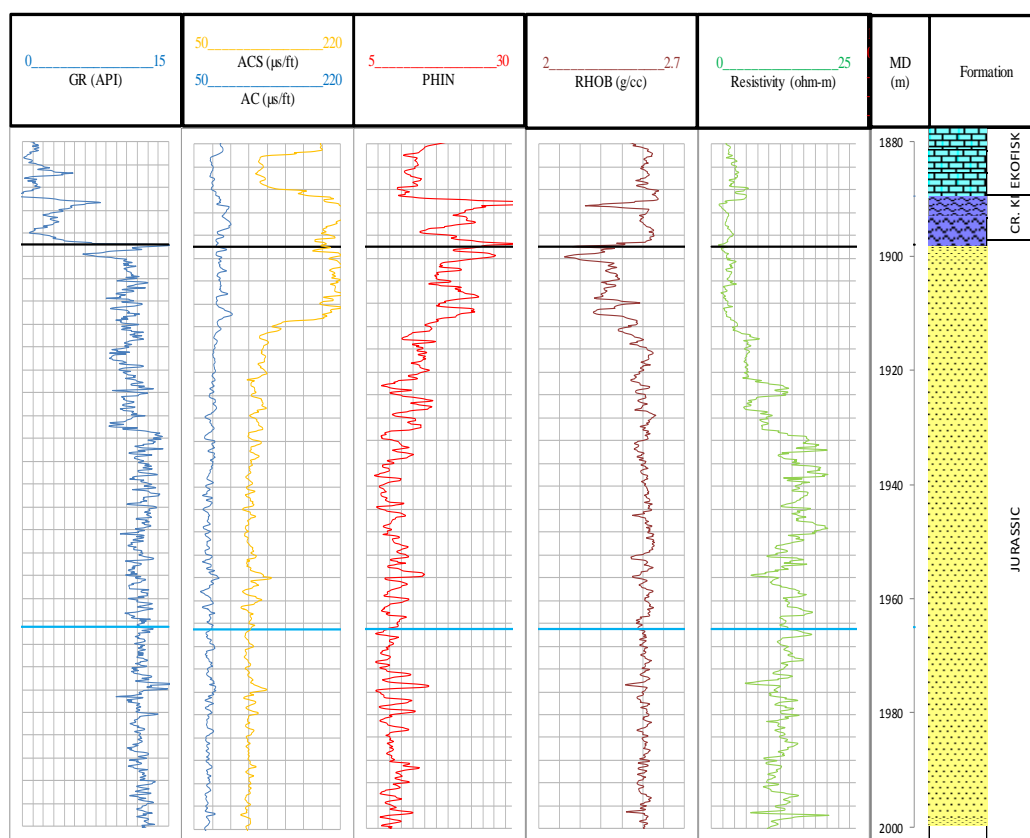 50 220
ACS (μs/ft)
0 15
GR (API)
50 220
AC (μs/ft)
5 30
PHIN
2 2.7
RHOB (g/cc)
0 25
Resistivity (ohm-m)
MD
(m)
Formation
1880
1900
1920
1940
1960
1980
2000
EKOFISK
CR. KI
JURASSIC